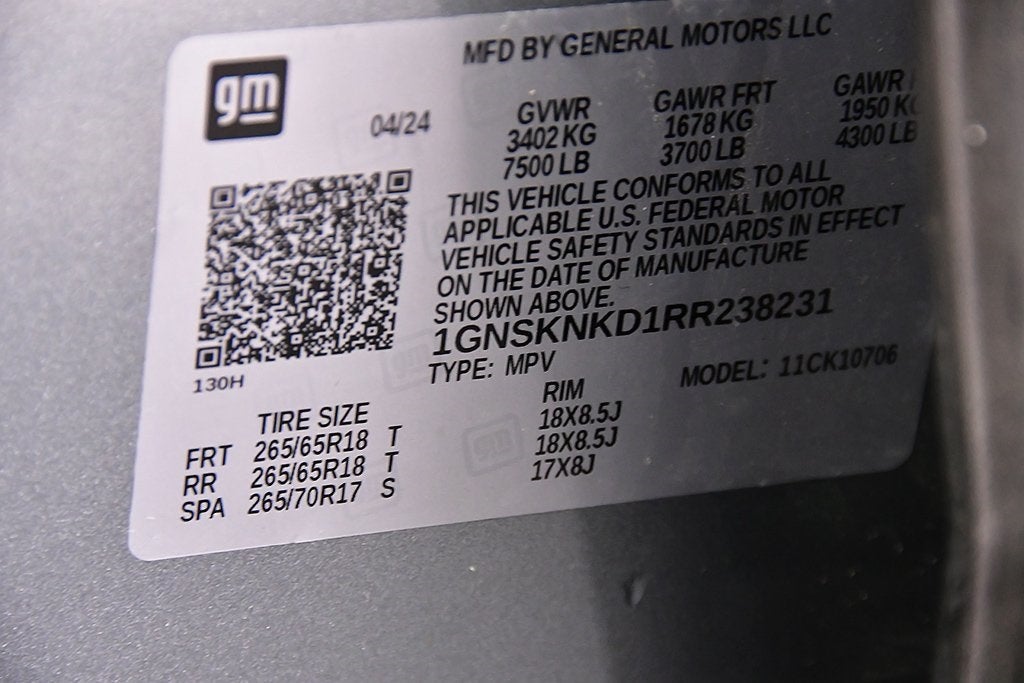 MFD BY GENERAL MOTORS LLC
gm
04/24
GVWR GAWR FRT GAWR
3402 KG 1678 KG 1950 K
7500 LB 3700 LB 4300 LB
THIS VEHICLE CONFORMS TO ALL
APPLICABLE U.S. FEDERAL MOTOR
VEHICLE SAFETY STANDARDS IN EFFECT
ON THE DATE OF MANUFACTURE
SHOWN ABOVE.
1GNSKNKD1RR238231
TYPE: MPV MODEL: 11CK10706
130H
TIRE SIZE RIM
FRT 265/65R18 T 18X8.5J
RR 265/65R18 T 18X8.5J
SPA 265/70R17 S 17X8J